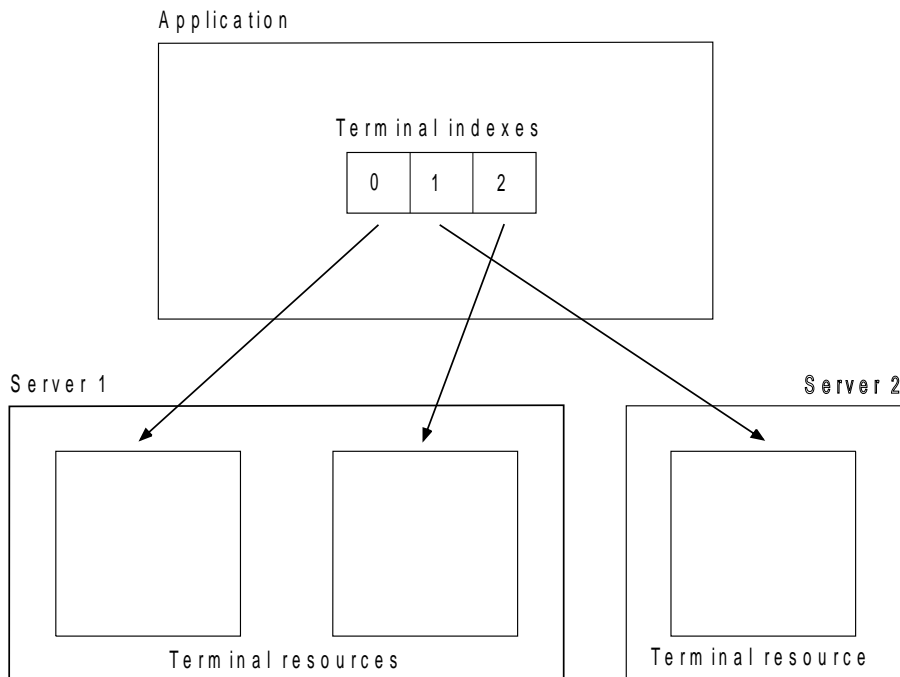 Application
Terminal indexes
0 1 2
Server 1
Server 2
Terminal resources
Terminal resource